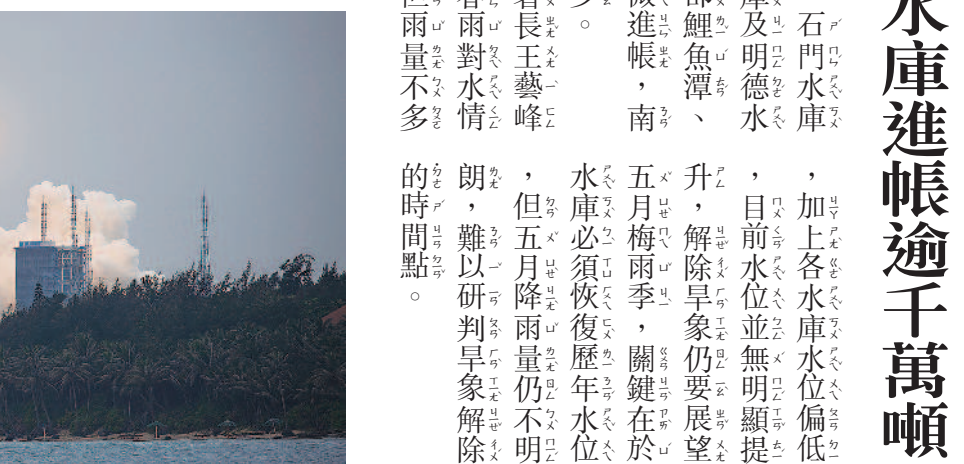 水庫進帳逾千萬噸
石門水庫
及明德水
鯉魚潭、
進帳，南
。
長王藝峰
雨對水情
雨量不多
，加上各水庫水位偏低
，目前水位並無明顯提
升，解除旱象仍要展望
五月梅雨季，關鍵在於
水庫必須恢復歷年水位
，但五月降雨量仍不明
朗，難以研判旱象解除
的時間點。